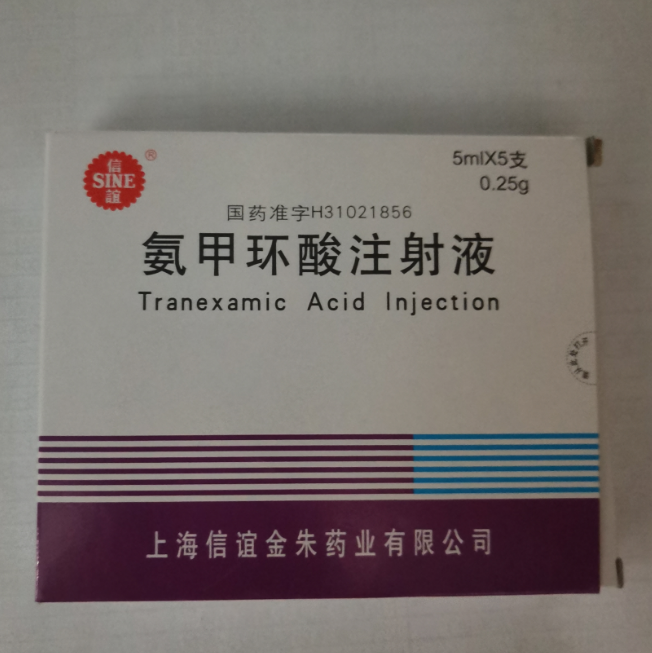 信
SINE
誼
®
5mlX5支
0.25g
国药准字H31021856
氨甲环酸注射液
Tranexamic Acid Injection
上海信谊金朱药业有限公司